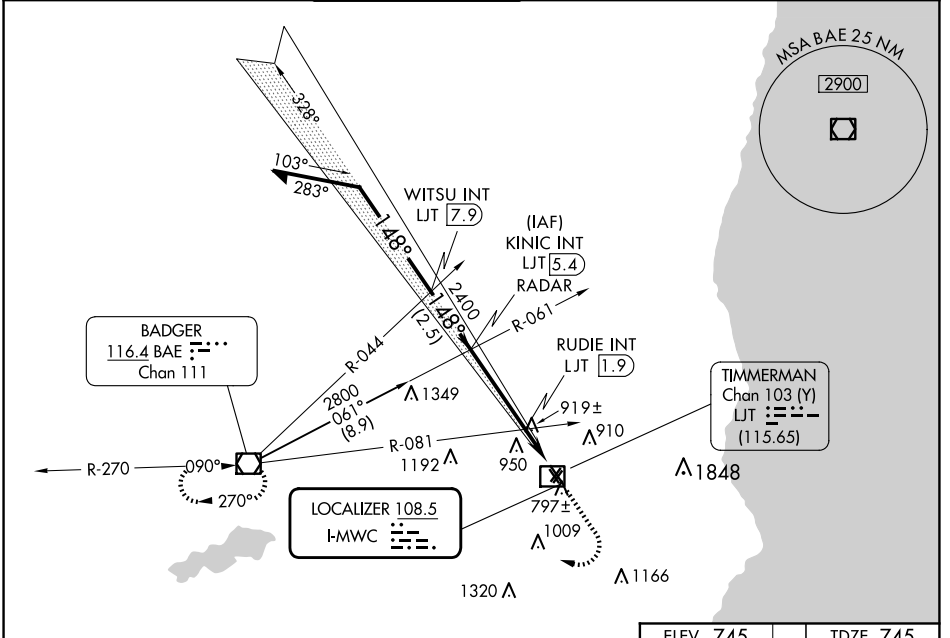 MSA BAE 25 NM
2900
328°
103°
283°
WITSU INT
LJT 7.9
(IAF)
KINIC INT
LJT 5.4
RADAR
148°
148°
2400
(2.5)
R-061
R-044
BADGER
116.4 BAE
Chan 111
RUDIE INT
LJT 1.9
TIMMERMAN
Chan 103 (Y)
LJT
(115.65)
2800
061°
(8.9)
1349
919±
910
R-081
1192
950
R-270
090°
270°
1848
LOCALIZER 108.5
I-MWC
797±
1009
1166
1320
ELEV 745
TDZE 745